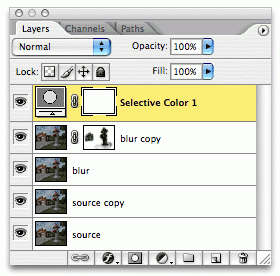 Layers Channels Paths
Normal Opacity: 100%
Lock: Fill: 100%
Selective Color 1
blur copy
blur
source copy
source